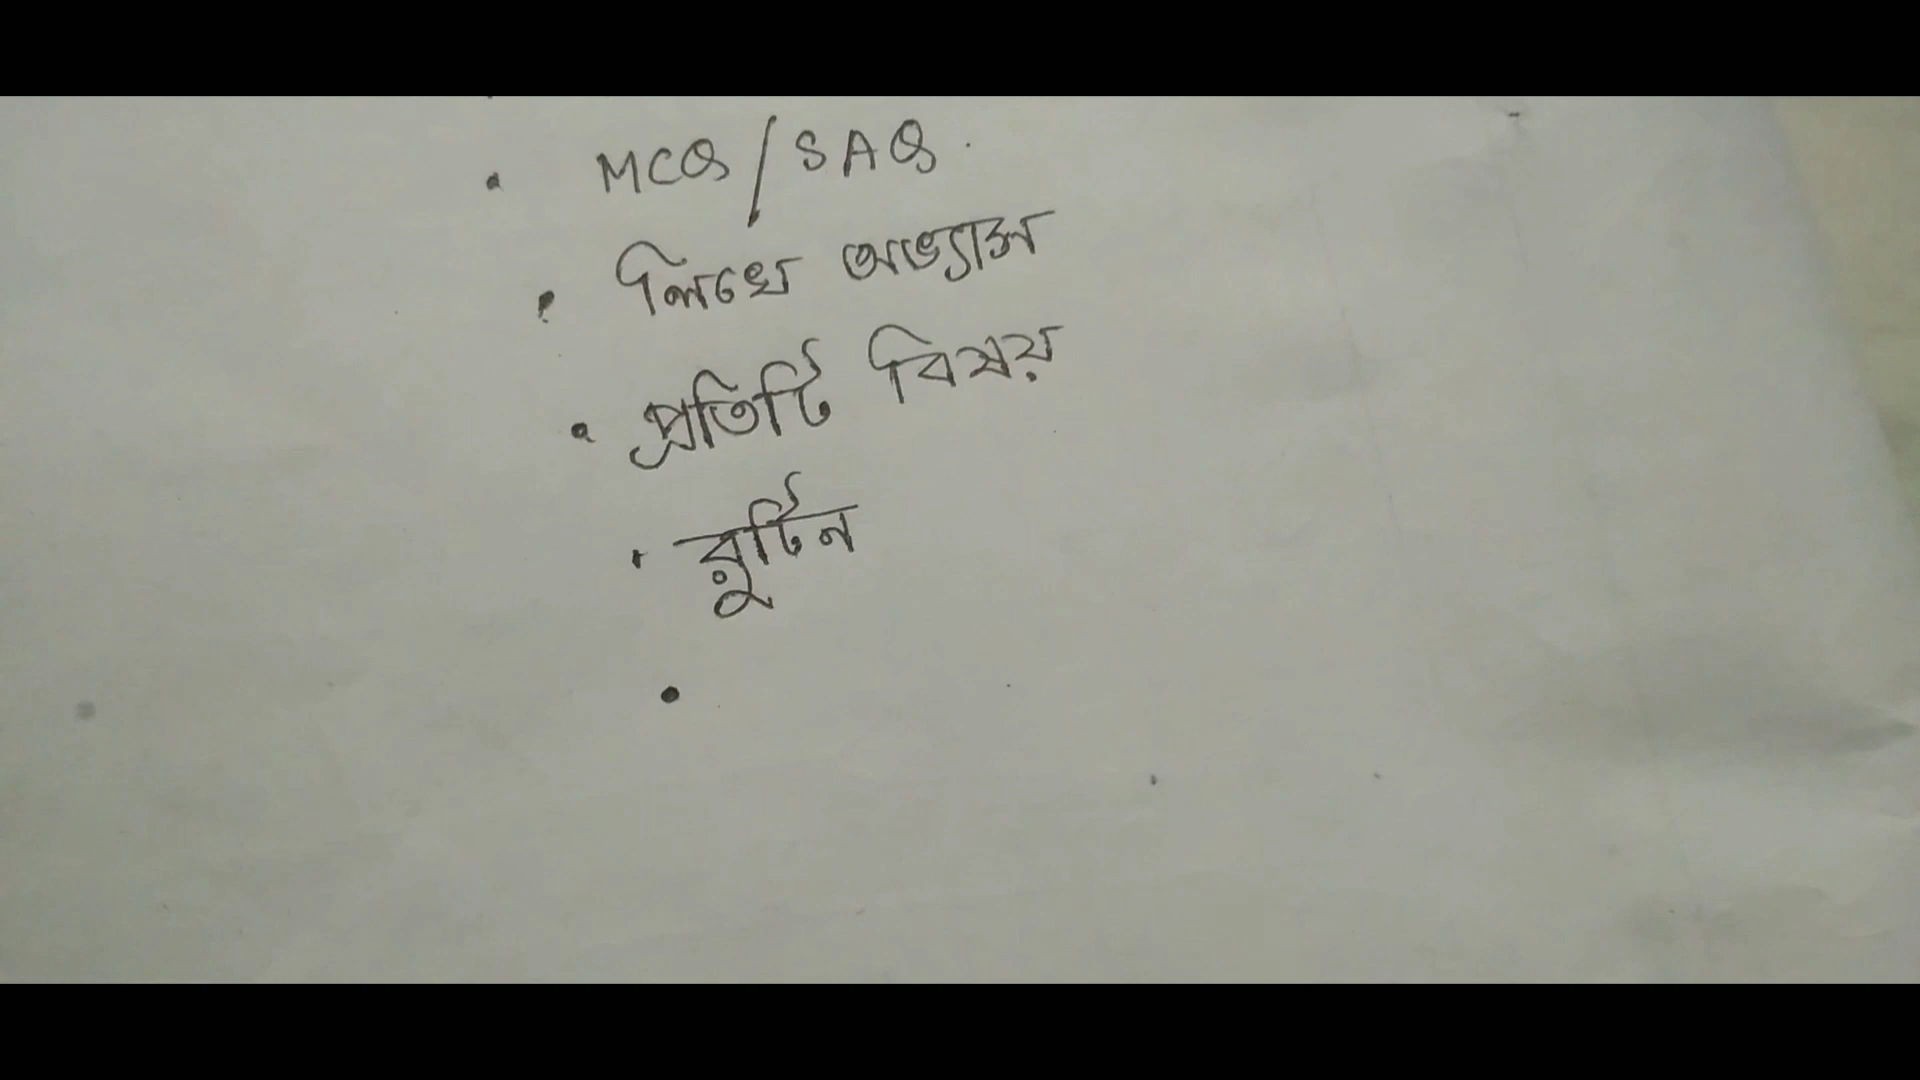 • MCQ / SAQ.
• লিখে অভ্যাস
• প্রতিটি বিষয়
• রুটিন
•